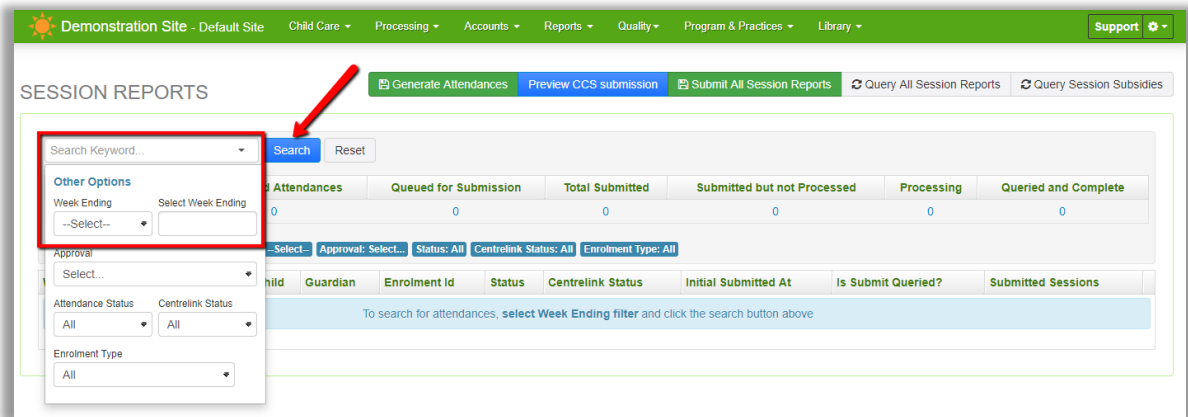 Demonstration Site - Default Site Child Care Processing Accounts Reports Quality Program & Practices Library Support
SESSION REPORTS
Generate Attendances Preview CCS submission Submit All Session Reports Query All Session Reports Query Session Subsidies
Search Keyword... Search Reset
Other Options
Week Ending Select Week Ending
--Select--
Approval
Select...
Attendance Status Centrelink Status
All All
Enrolment Type
All
d Attendances Queued for Submission Total Submitted Submitted but not Processed Processing Queried and Complete
0 0 0 0 0 0
--Select-- Approval: Select... Status: All Centrelink Status: All Enrolment Type: All
hild Guardian Enrolment Id Status Centrelink Status Initial Submitted At Is Submit Queried? Submitted Sessions
To search for attendances, select Week Ending filter and click the search button above